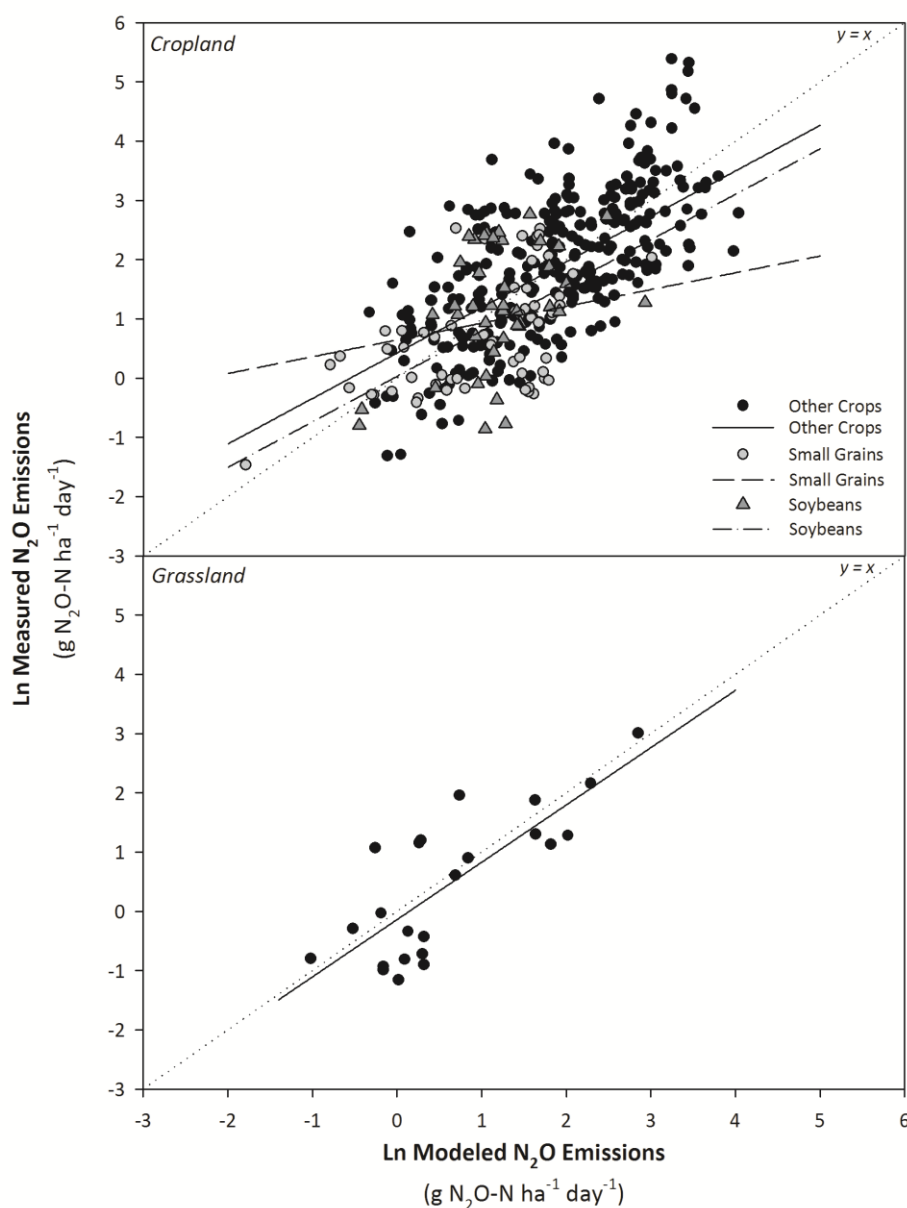 6
Cropland
y = x
5
4
3
2
1
0
-1
-2
-3
Other Crops
Other Crops
Small Grains
Small Grains
Soybeans
Soybeans
Ln Measured N₂O Emissions
(g N₂O-N ha⁻¹ day⁻¹)
Grassland
y = x
5
4
3
2
1
0
-1
-2
-3
-3 -2 -1 0 1 2 3 4 5 6
Ln Modeled N₂O Emissions
(g N₂O-N ha⁻¹ day⁻¹)